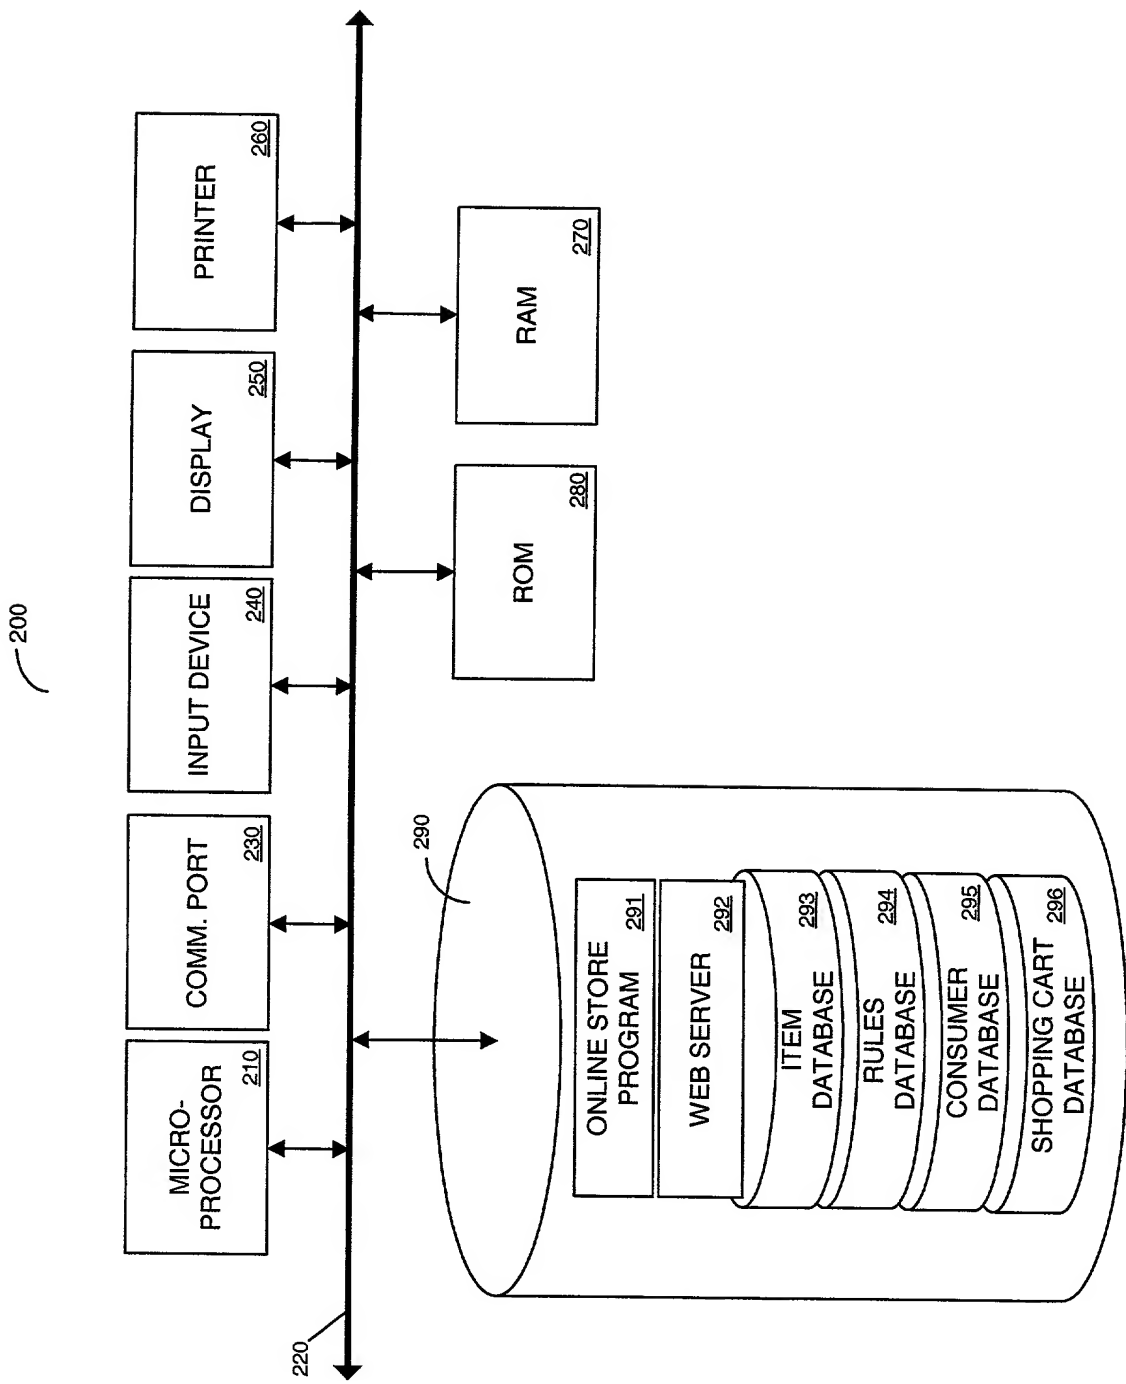 200
MICRO-
PROCESSOR
210
COMM. PORT
230
INPUT DEVICE
240
DISPLAY
250
PRINTER
260
220
290
ROM
280
RAM
270
ONLINE STORE
PROGRAM
291
WEB SERVER
292
ITEM
DATABASE
293
RULES
DATABASE
294
CONSUMER
DATABASE
295
SHOPPING CART
DATABASE
296